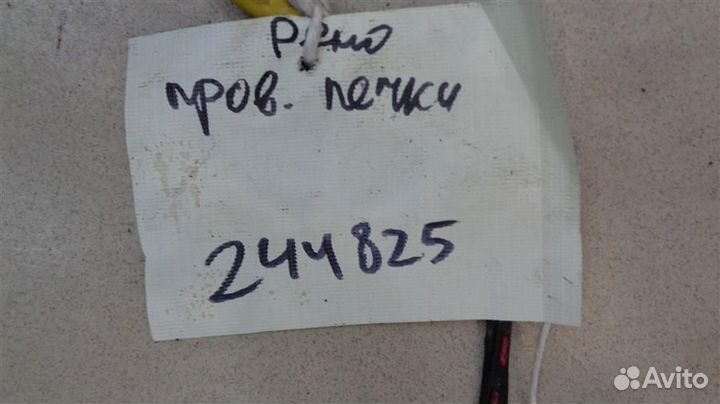 Рено
пров. печки
244825
Avito